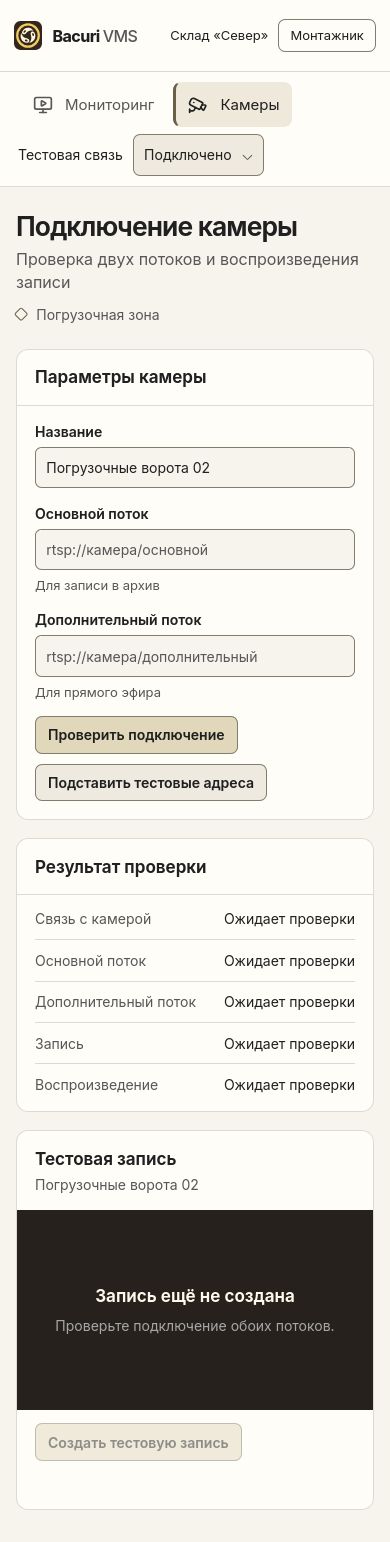 Bacuri VMS
Склад «Север»
Монтажник
Мониторинг
Камеры
Тестовая связь
Подключено
Подключение камеры
Проверка двух потоков и воспроизведения
записи
Погрузочная зона
Параметры камеры
Название
Погрузочные ворота 02
Основной поток
rtsp://камера/основной
Для записи в архив
Дополнительный поток
rtsp://камера/дополнительный
Для прямого эфира
Проверить подключение
Подставить тестовые адреса
Результат проверки
Связь с камерой Ожидает проверки
Основной поток Ожидает проверки
Дополнительный поток Ожидает проверки
Запись Ожидает проверки
Воспроизведение Ожидает проверки
Тестовая запись
Погрузочные ворота 02
Запись ещё не создана
Проверьте подключение обоих потоков.
Создать тестовую запись